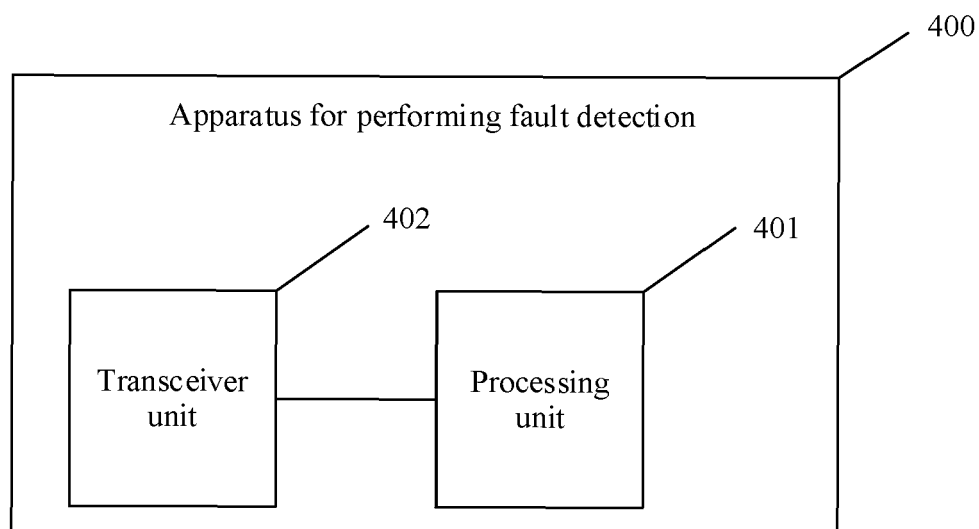 400
Apparatus for performing fault detection
402
401
Transceiver
unit
Processing
unit